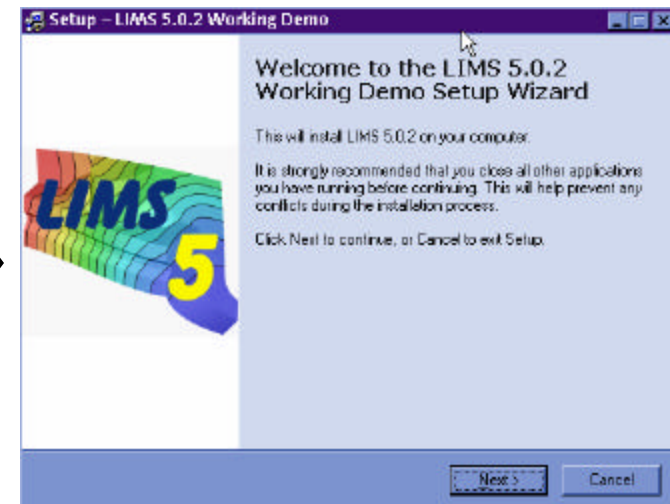 Setup – LIMS 5.0.2 Working Demo
Welcome to the LIMS 5.0.2
Working Demo Setup Wizard
This will install LIMS 5.0.2 on your computer.
It is strongly recommended that you close all other applications
you have running before continuing. This will help prevent any
conflicts during the installation process.
Click Next to continue, or Cancel to exit Setup.
LIMS
5
Next >
Cancel